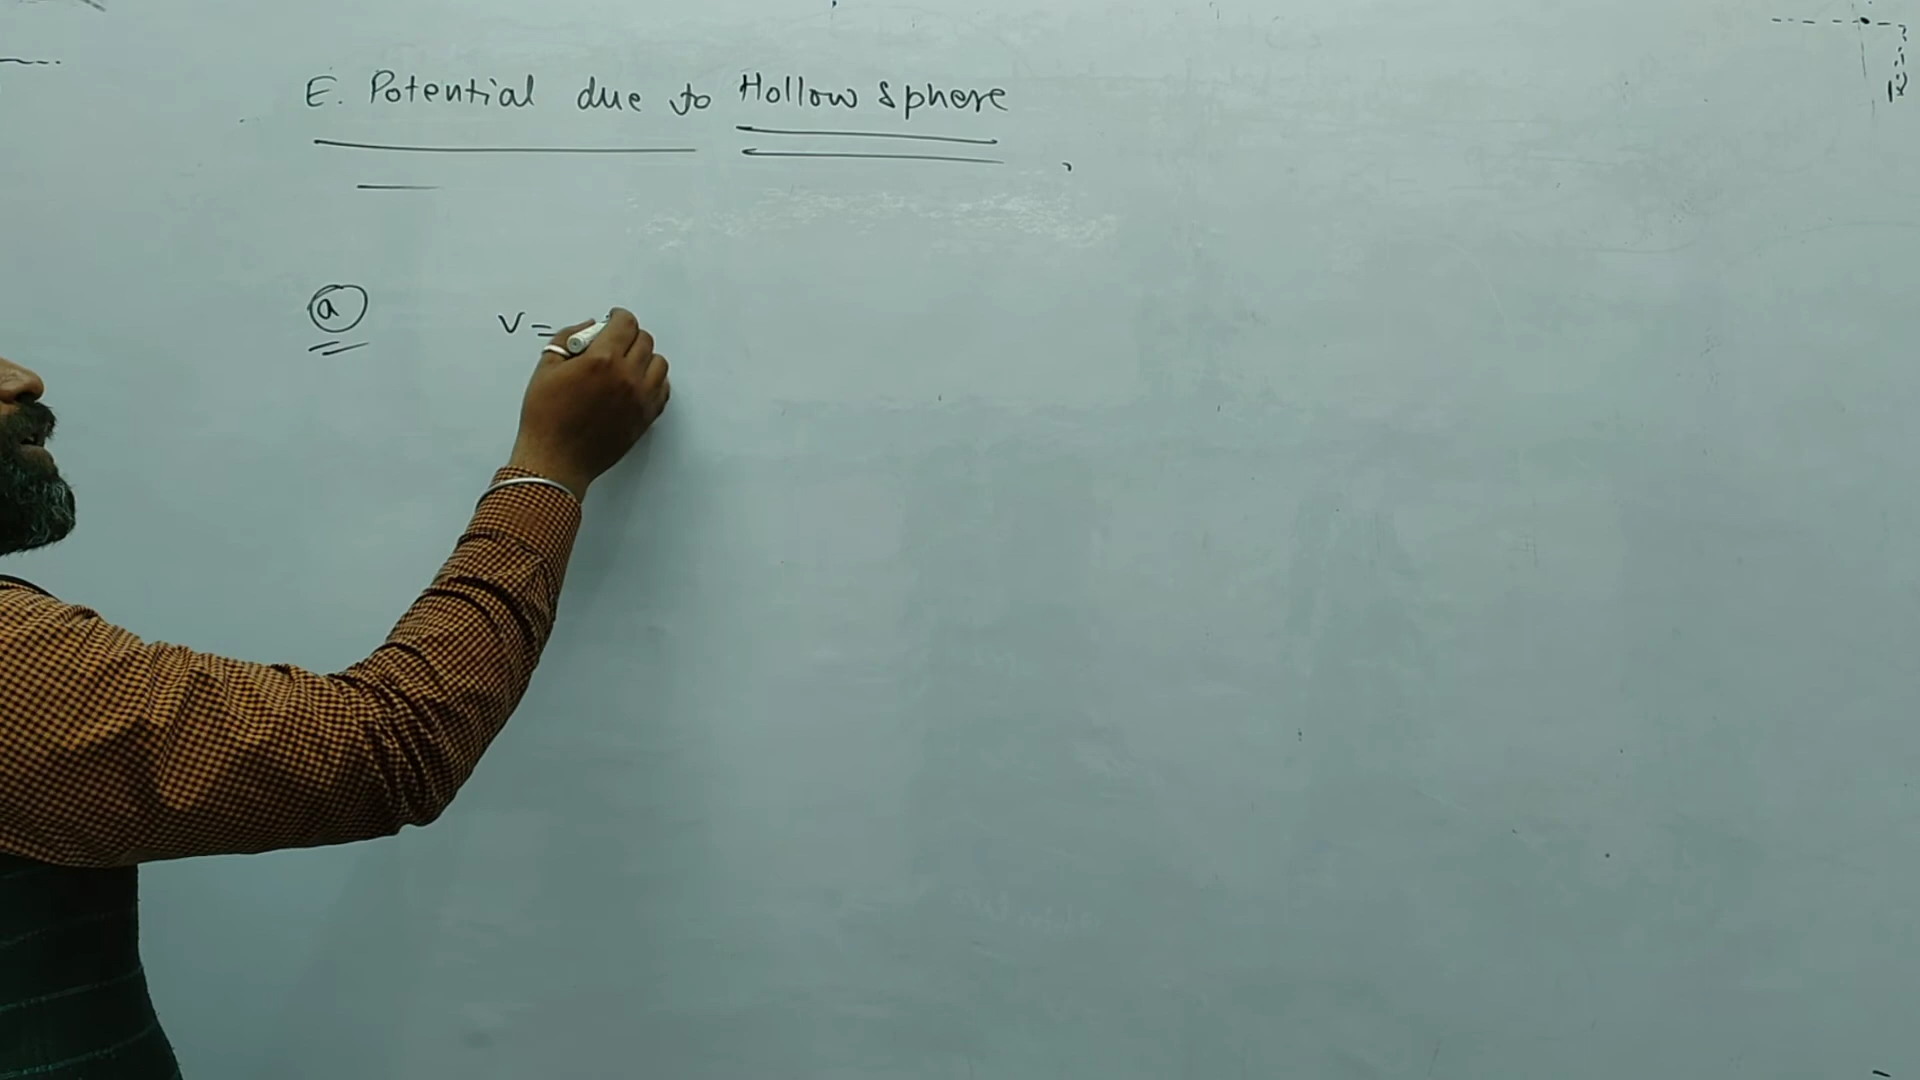 E. Potential due to Hollow sphere
a v =